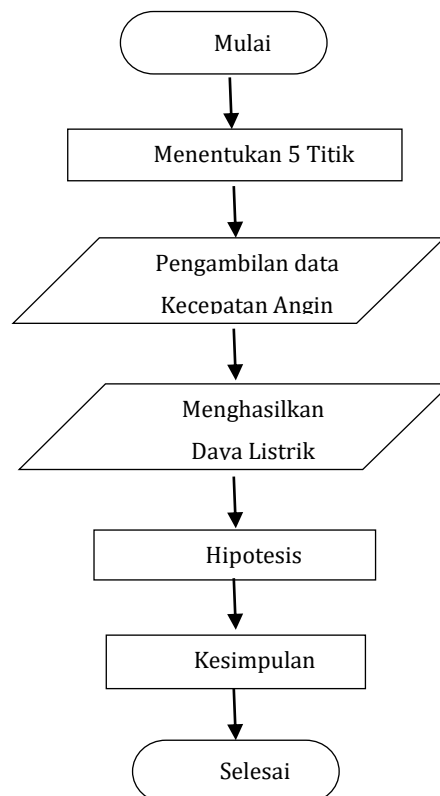 Mulai
Menentukan 5 Titik
Pengambilan data
Kecepatan Angin
Menghasilkan
Daya Listrik
Hipotesis
Kesimpulan
Selesai